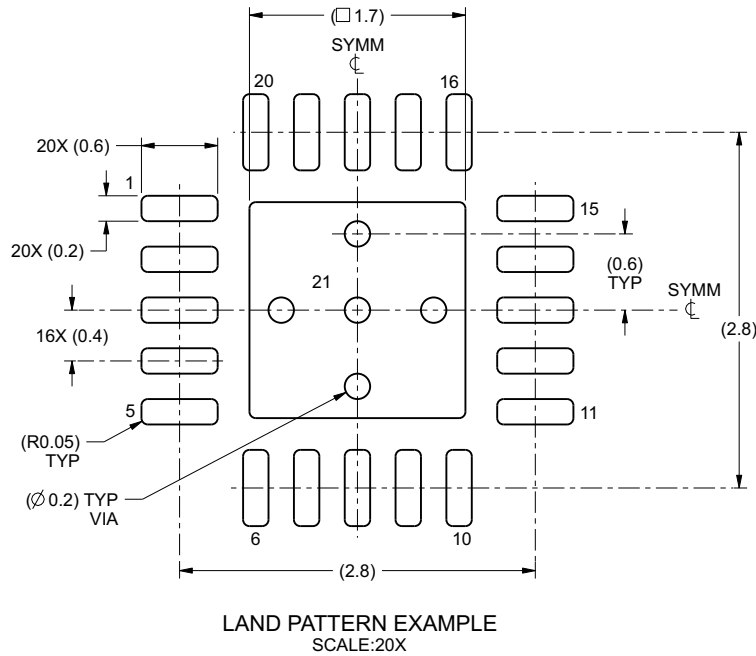 (□ 1.7)
SYMM
℄
20
16
20X (0.6)
1
15
20X (0.2)
21
(0.6)
TYP
SYMM
℄
16X (0.4)
(2.8)
5
11
(R0.05)
TYP
(Ø 0.2) TYP
VIA
6
10
(2.8)
LAND PATTERN EXAMPLE
SCALE:20X